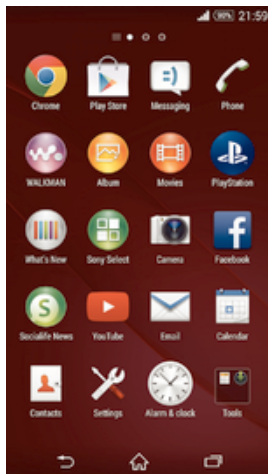 90% 21:59
Chrome Play Store Messaging Phone
WALKMAN Album Movies PlayStation
What's New Sony Select Camera Facebook
Socialife News YouTube Email Calendar
Contacts Settings Alarm & clock Tools